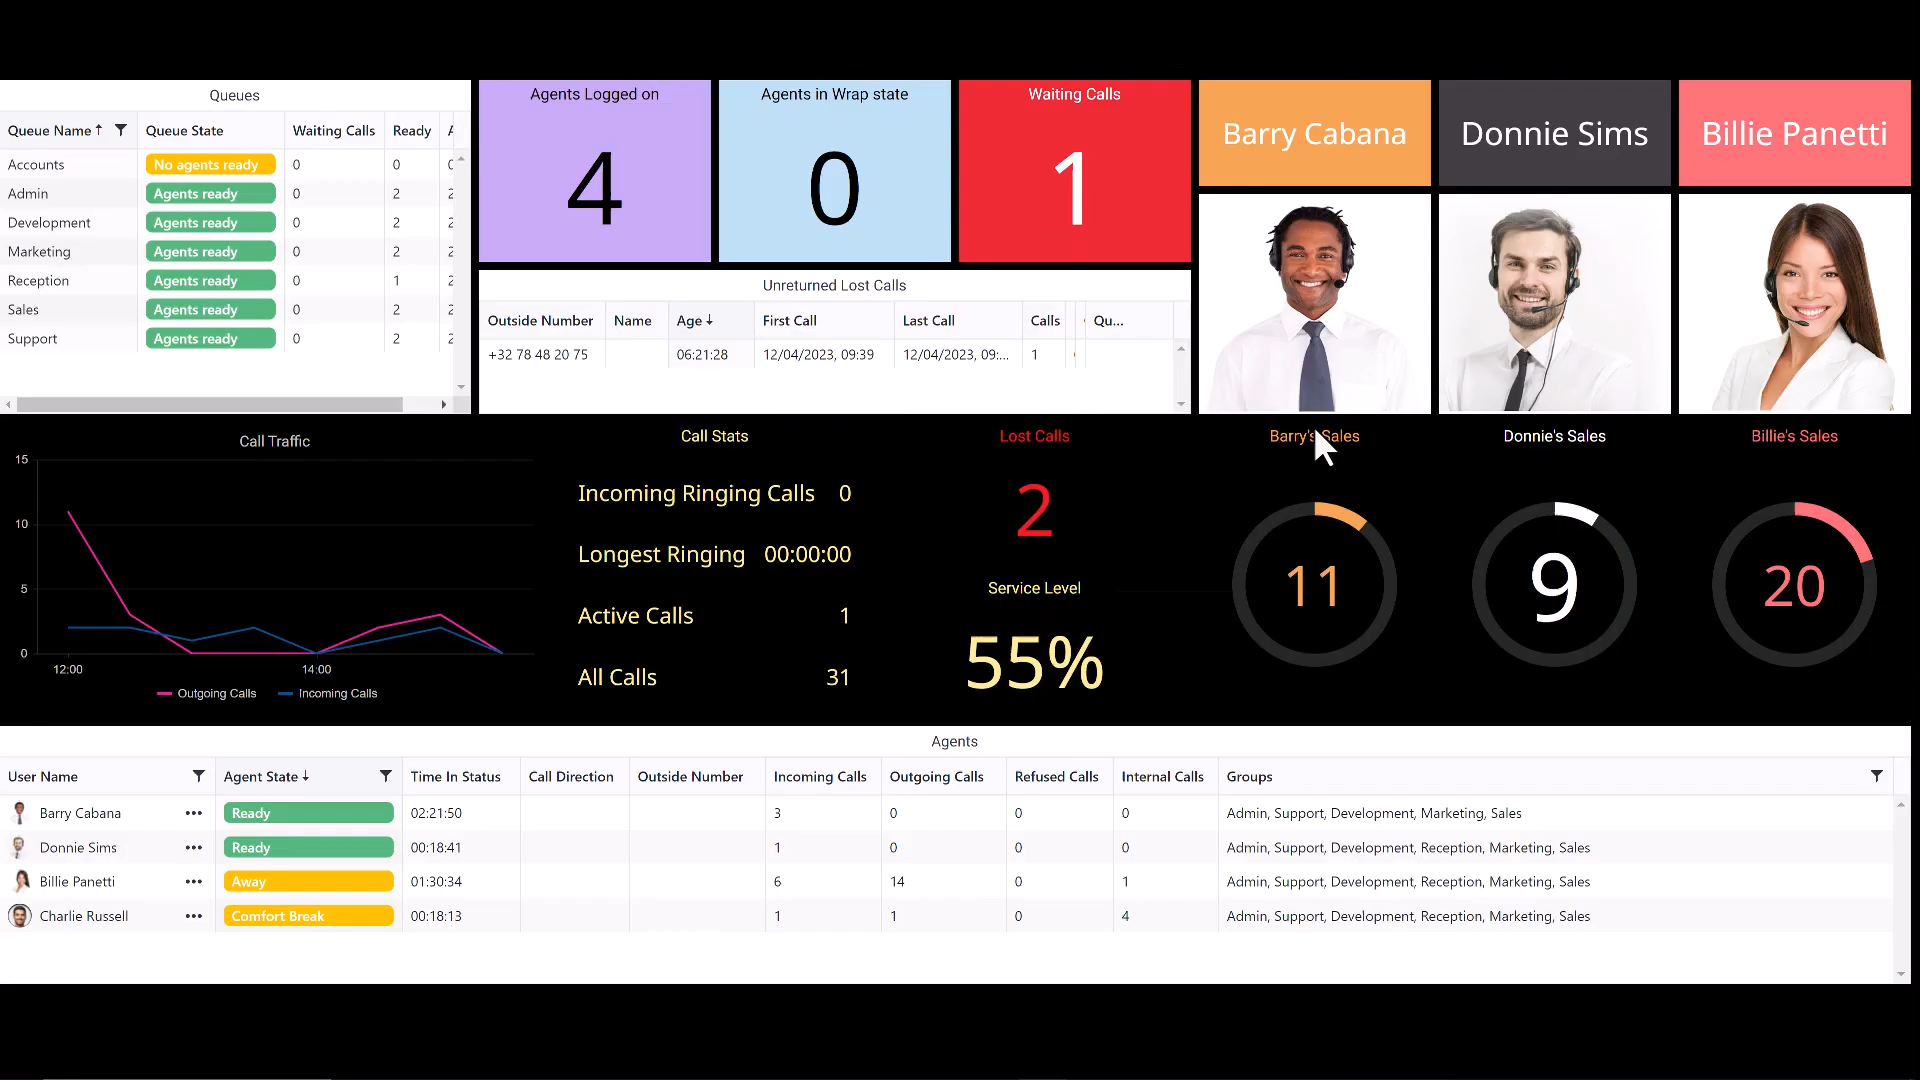 Queues
Queue Name Queue State Waiting Calls Ready
Accounts No agents ready 0 0
Admin Agents ready 0 2
Development Agents ready 0 2
Marketing Agents ready 0 2
Reception Agents ready 0 1
Sales Agents ready 0 2
Support Agents ready 0 2
Agents Logged on
4
Agents in Wrap state
0
Waiting Calls
1
Unreturned Lost Calls
Outside Number Name Age First Call Last Call Calls Qu...
+32 78 48 20 75 06:21:28 12/04/2023, 09:39 12/04/2023, 09:... 1
Barry Cabana
Donnie Sims
Billie Panetti
Call Traffic
15
10
5
0
12:00 14:00
Outgoing Calls Incoming Calls
Call Stats
Incoming Ringing Calls 0
Longest Ringing 00:00:00
Active Calls 1
All Calls 31
Lost Calls
2
Service Level
55%
Barry's Sales
11
Donnie's Sales
9
Billie's Sales
20
Agents
User Name Agent State Time In Status Call Direction Outside Number Incoming Calls Outgoing Calls Refused Calls Internal Calls Groups
Barry Cabana ••• Ready 02:21:50 3 0 0 0 Admin, Support, Development, Marketing, Sales
Donnie Sims ••• Ready 00:18:41 1 0 0 0 Admin, Support, Development, Reception, Marketing, Sales
Billie Panetti ••• Away 01:30:34 6 14 0 1 Admin, Support, Development, Reception, Marketing, Sales
Charlie Russell ••• Comfort Break 00:18:13 1 1 0 4 Admin, Support, Development, Reception, Marketing, Sales